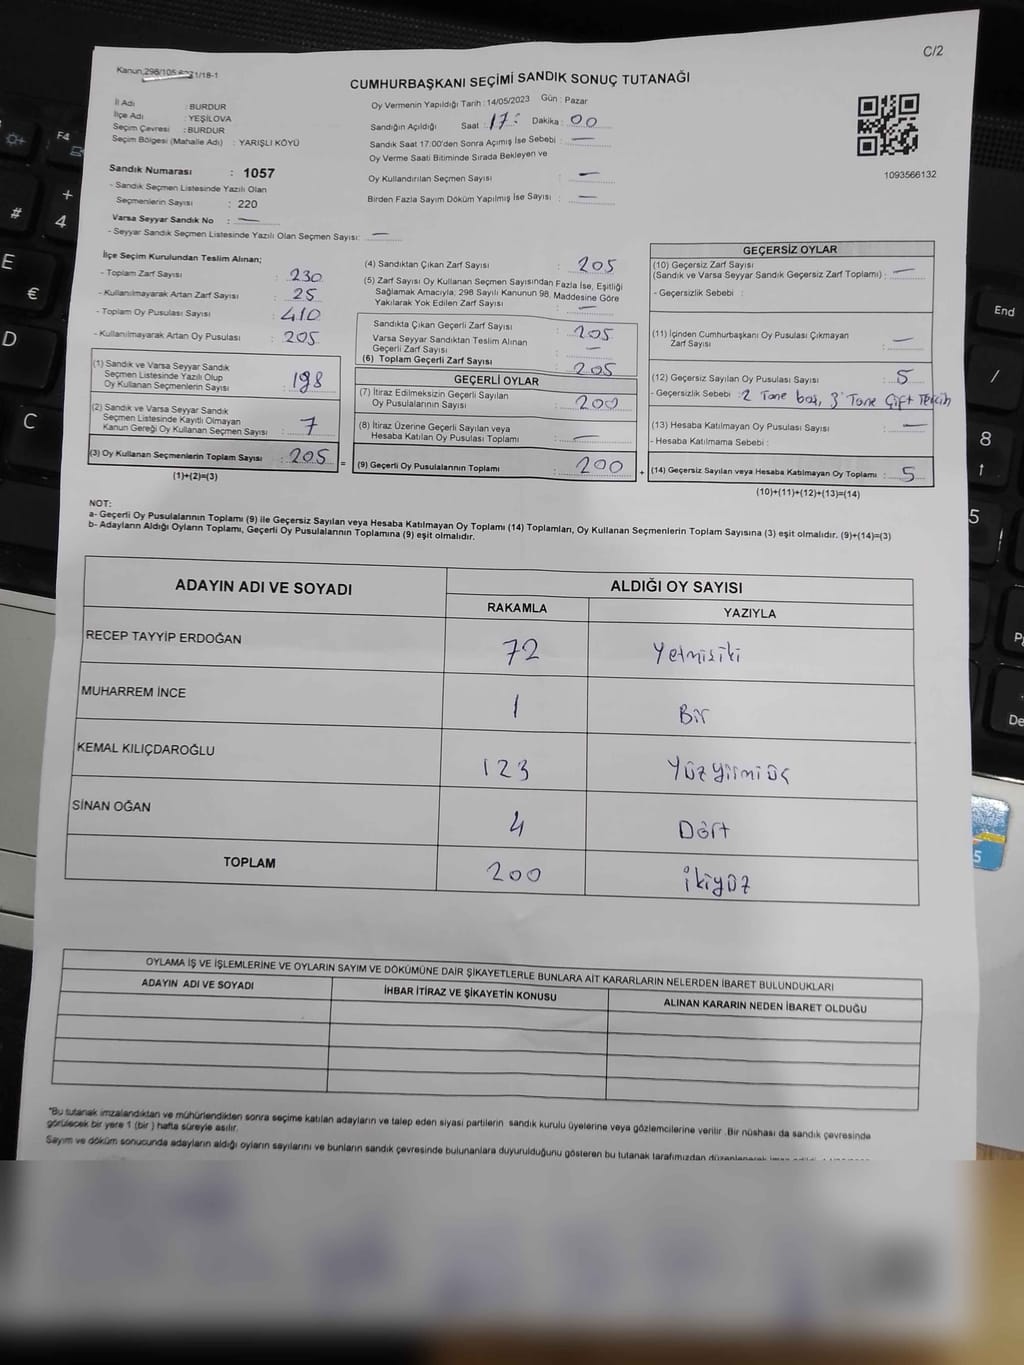 C/2
Kanun 298/105 6271/18-1
CUMHURBAŞKANI SEÇİMİ SANDIK SONUÇ TUTANAĞI
İl Adı : BURDUR
İlçe Adı : YEŞİLOVA
Seçim Çevresi : BURDUR
Seçim Bölgesi (Mahalle Adı) : YARIŞLI KÖYÜ
Sandık Numarası : 1057
- Sandık Seçmen Listesinde Yazılı Olan
Seçmenlerin Sayısı : 220
Varsa Seyyar Sandık No : —
- Seyyar Sandık Seçmen Listesinde Yazılı Olan Seçmen Sayısı: —
Oy Vermenin Yapıldığı Tarih : 14/05/2023 Gün : Pazar
Sandığın Açıldığı Saat : 17: Dakika : 00
Sandık Saat 17:00'den Sonra Açılmış İse Sebebi : —
Oy Verme Saati Bitiminde Sırada Bekleyen ve
Oy Kullandırılan Seçmen Sayısı : —
Birden Fazla Sayım Döküm Yapılmış İse Sayısı : —
1093566132
İlçe Seçim Kurulundan Teslim Alınan;
- Toplam Zarf Sayısı : 230
- Kullanılmayarak Artan Zarf Sayısı : 25
- Toplam Oy Pusulası Sayısı : 410
- Kullanılmayarak Artan Oy Pusulası : 205
(1) Sandık ve Varsa Seyyar Sandık
Seçmen Listesinde Yazılı Olup
Oy Kullanan Seçmenlerin Sayısı : 198
(2) Sandık ve Varsa Seyyar Sandık
Seçmen Listesinde Kayıtlı Olmayan
Kanun Gereği Oy Kullanan Seçmen Sayısı : 7
(3) Oy Kullanan Seçmenlerin Toplam Sayısı : 205
(1)+(2)=(3)
(4) Sandıktan Çıkan Zarf Sayısı : 205
(5) Zarf Sayısı Oy Kullanan Seçmen Sayısından Fazla İse, Eşitliği
Sağlamak Amacıyla, 298 Sayılı Kanunun 98. Maddesine Göre
Yakılarak Yok Edilen Zarf Sayısı : —
Sandıkta Çıkan Geçerli Zarf Sayısı : 205
Varsa Seyyar Sandıktan Teslim Alınan
Geçerli Zarf Sayısı : —
(6) Toplam Geçerli Zarf Sayısı : 205
GEÇERLİ OYLAR
(7) İtiraz Edilmeksizin Geçerli Sayılan
Oy Pusulalarının Sayısı : 200
(8) İtiraz Üzerine Geçerli Sayılan veya
Hesaba Katılan Oy Pusulası Toplamı : —
= (9) Geçerli Oy Pusulalarının Toplamı : 200
GEÇERSİZ OYLAR
(10) Geçersiz Zarf Sayısı
(Sandık ve Varsa Seyyar Sandık Geçersiz Zarf Toplamı) : —
- Geçersizlik Sebebi :
(11) İçinden Cumhurbaşkanı Oy Pusulası Çıkmayan
Zarf Sayısı : —
(12) Geçersiz Sayılan Oy Pusulası Sayısı : 5
- Geçersizlik Sebebi : 2 Tane boş, 3 Tane Çift Tercih
(13) Hesaba Katılmayan Oy Pusulası Sayısı : —
- Hesaba Katılmama Sebebi :
+ (14) Geçersiz Sayılan veya Hesaba Katılmayan Oy Toplamı : 5
(10)+(11)+(12)+(13)=(14)
NOT:
a- Geçerli Oy Pusulalarının Toplamı (9) ile Geçersiz Sayılan veya Hesaba Katılmayan Oy Toplamı (14) Toplamları, Oy Kullanan Seçmenlerin Toplam Sayısına (3) eşit olmalıdır. (9)+(14)=(3)
b- Adayların Aldığı Oyların Toplamı, Geçerli Oy Pusulalarının Toplamına (9) eşit olmalıdır.
ADAYIN ADI VE SOYADI ALDIĞI OY SAYISI
RAKAMLA YAZIYLA
RECEP TAYYİP ERDOĞAN 72 Yetmisiki
MUHARREM İNCE 1 Bir
KEMAL KILIÇDAROĞLU 123 Yüzyirmiüç
SİNAN OĞAN 4 Dört
TOPLAM 200 ikiyüz
OYLAMA İŞ VE İŞLEMLERİNE VE OYLARIN SAYIM VE DÖKÜMÜNE DAİR ŞİKAYETLERLE BUNLARA AİT KARARLARIN NELERDEN İBARET BULUNDUKLARI
ADAYIN ADI VE SOYADI İHBAR İTİRAZ VE ŞİKAYETİN KONUSU ALINAN KARARIN NEDEN İBARET OLDUĞU
"Bu tutanak imzalandıktan ve mühürlendikten sonra seçime katılan adayların ve talep eden siyasi partilerin sandık kurulu üyelerine veya gözlemcilerine verilir. Bir nüshası da sandık çevresinde
görülecek bir yere 1 (bir) hafta süreyle asılır.
Sayım ve döküm sonucunda adayların aldığı oyların sayılarını ve bunların sandık çevresinde bulunanlara duyurulduğunu gösteren bu tutanak tarafımızdan düzenlenerek
F4
4
#
E
€
D
C
End
/
8
5
De
5